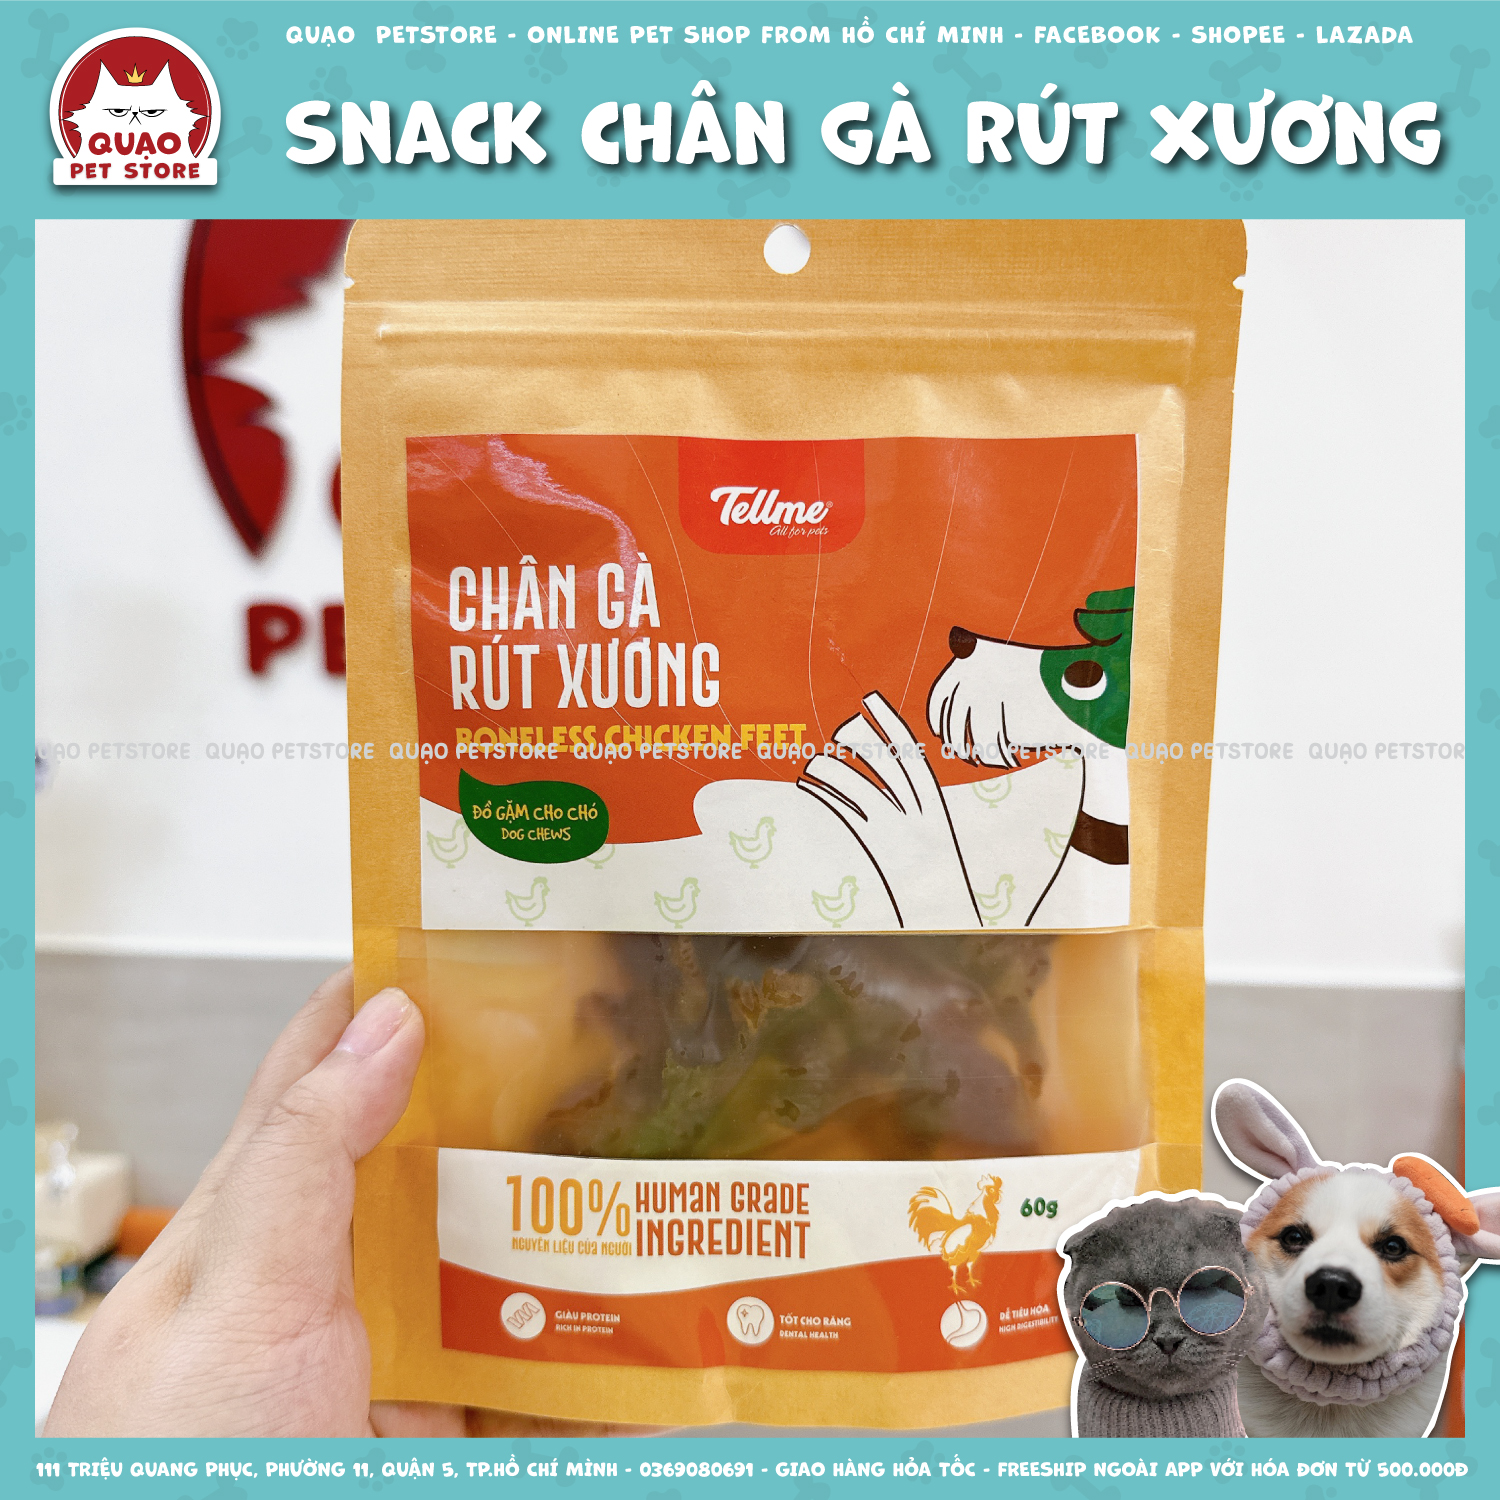 QUẠO PETSTORE - ONLINE PET SHOP FROM HỒ CHÍ MINH - FACEBOOK - SHOPEE - LAZADA
QUẠO
PET STORE
SNACK CHÂN GÀ RÚT XƯƠNG
Tellme®
All for pets
CHÂN GÀ
RÚT XƯƠNG
BONELESS CHICKEN FEET
QUẠO PETSTORE QUẠO PETSTORE QUẠO PETSTORE QUẠO PETSTORE QUẠO PETSTORE QUẠO PETSTORE QUẠO PETSTORE
ĐỒ GẶM CHO CHÓ
DOG CHEWS
100% HUMAN GRADE
NGUYÊN LIỆU CỦA NGƯỜI INGREDIENT
60g
GIÀU PROTEIN
RICH IN PROTEIN
TỐT CHO RĂNG
DENTAL HEALTH
DỄ TIÊU HÓA
HIGH DIGESTIBILITY
111 TRIỆU QUANG PHỤC, PHƯỜNG 11, QUẬN 5, TP.HỒ CHÍ MÌNH - 0369080691 - GIAO HÀNG HỎA TỐC - FREESHIP NGOÀI APP VỚI HÓA ĐƠN TỪ 500.000Đ